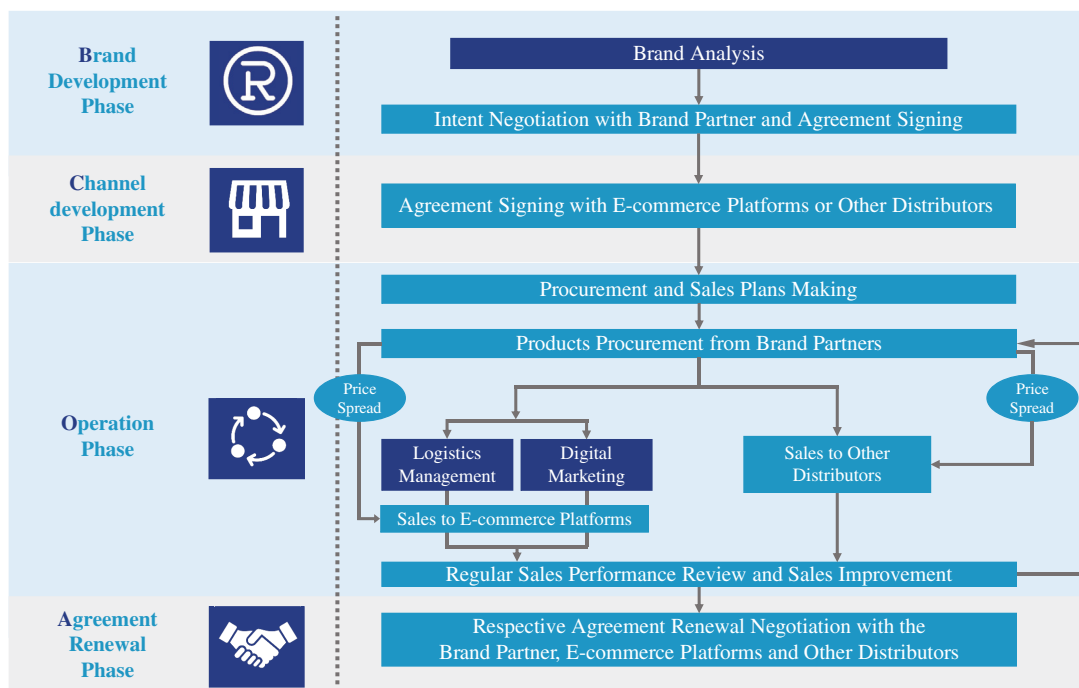 Brand
Development
Phase
Brand Analysis
Intent Negotiation with Brand Partner and Agreement Signing
Channel
development
Phase
Agreement Signing with E-commerce Platforms or Other Distributors
Operation
Phase
Procurement and Sales Plans Making
Products Procurement from Brand Partners
Price
Spread
Price
Spread
Logistics
Management
Digital
Marketing
Sales to Other
Distributors
Sales to E-commerce Platforms
Regular Sales Performance Review and Sales Improvement
Agreement
Renewal
Phase
Respective Agreement Renewal Negotiation with the
Brand Partner, E-commerce Platforms and Other Distributors